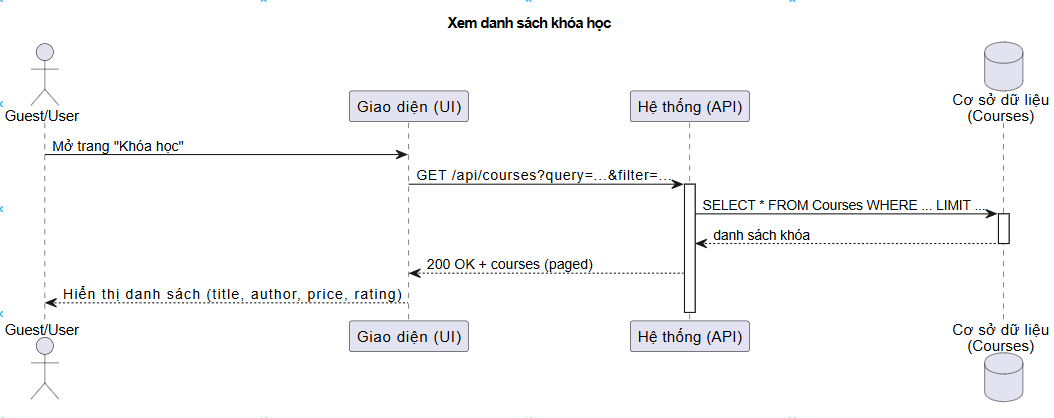 Xem danh sách khóa học
Guest/User
Giao diện (UI)
Hệ thống (API)
Cơ sở dữ liệu
(Courses)
Mở trang "Khóa học"
GET /api/courses?query=...&filter=...
SELECT * FROM Courses WHERE ... LIMIT ...
danh sách khóa
200 OK + courses (paged)
Hiển thị danh sách (title, author, price, rating)
Guest/User
Giao diện (UI)
Hệ thống (API)
Cơ sở dữ liệu
(Courses)